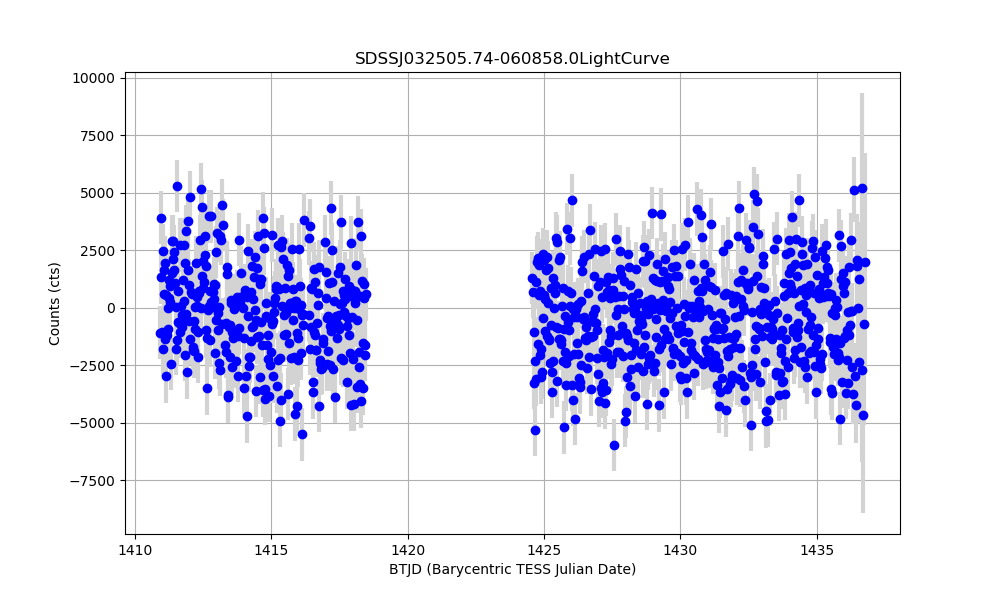 SDSSJ032505.74-060858.0LightCurve
10000
7500
5000
2500
0
−2500
−5000
−7500
Counts (cts)
1410 1415 1420 1425 1430 1435
BTJD (Barycentric TESS Julian Date)